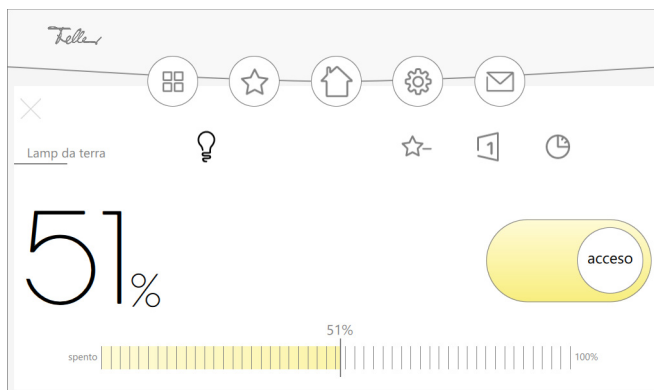 Feller
1
Lamp da terra
51%
acceso
51%
spento
100%